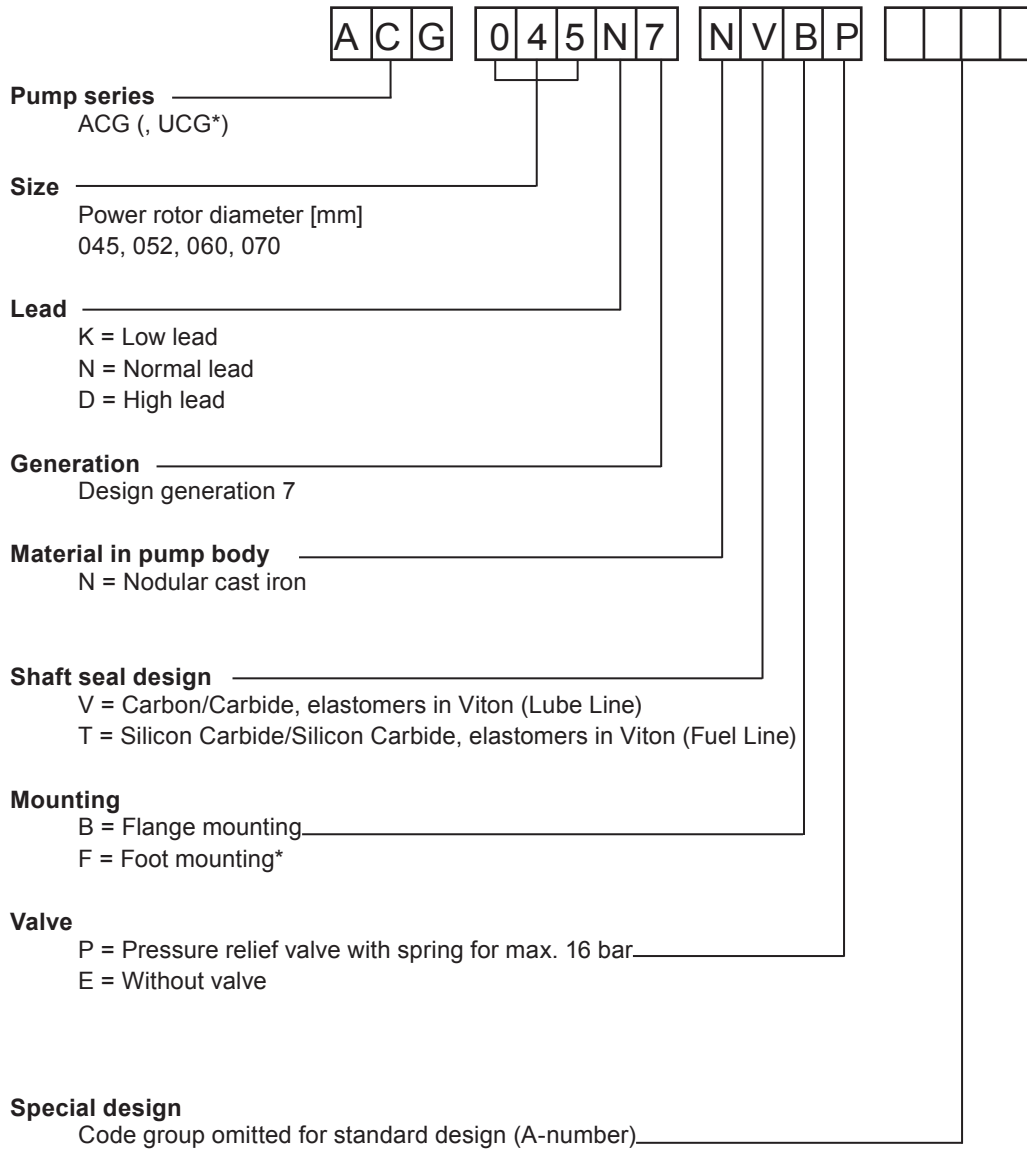 ACG 045N7 NVBP
Pump series
ACG (, UCG*)
Size
Power rotor diameter [mm]
045, 052, 060, 070
Lead
K = Low lead
N = Normal lead
D = High lead
Generation
Design generation 7
Material in pump body
N = Nodular cast iron
Shaft seal design
V = Carbon/Carbide, elastomers in Viton (Lube Line)
T = Silicon Carbide/Silicon Carbide, elastomers in Viton (Fuel Line)
Mounting
B = Flange mounting
F = Foot mounting*
Valve
P = Pressure relief valve with spring for max. 16 bar
E = Without valve
Special design
Code group omitted for standard design (A-number)